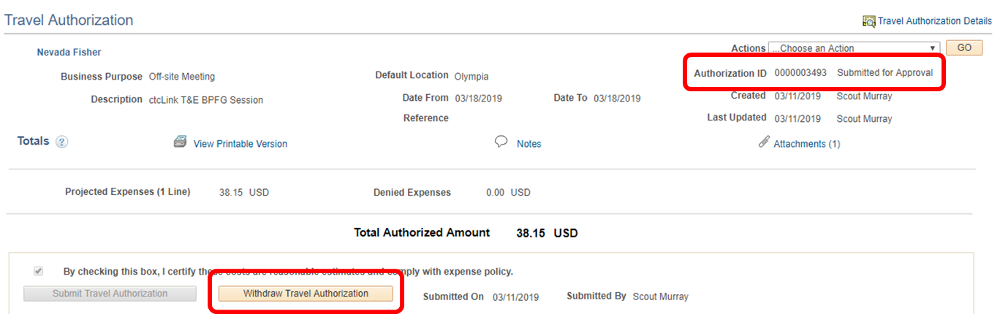 Travel Authorization
Travel Authorization Details
Nevada Fisher
Actions ...Choose an Action GO
Business Purpose Off-site Meeting Default Location Olympia Authorization ID 0000003493 Submitted for Approval
Description ctcLink T&E BPFG Session Date From 03/18/2019 Date To 03/18/2019 Created 03/11/2019 Scout Murray
Reference Last Updated 03/11/2019 Scout Murray
Totals ? View Printable Version Notes Attachments (1)
Projected Expenses (1 Line) 38.15 USD Denied Expenses 0.00 USD
Total Authorized Amount 38.15 USD
By checking this box, I certify these costs are reasonable estimates and comply with expense policy.
Submit Travel Authorization Withdraw Travel Authorization Submitted On 03/11/2019 Submitted By Scout Murray